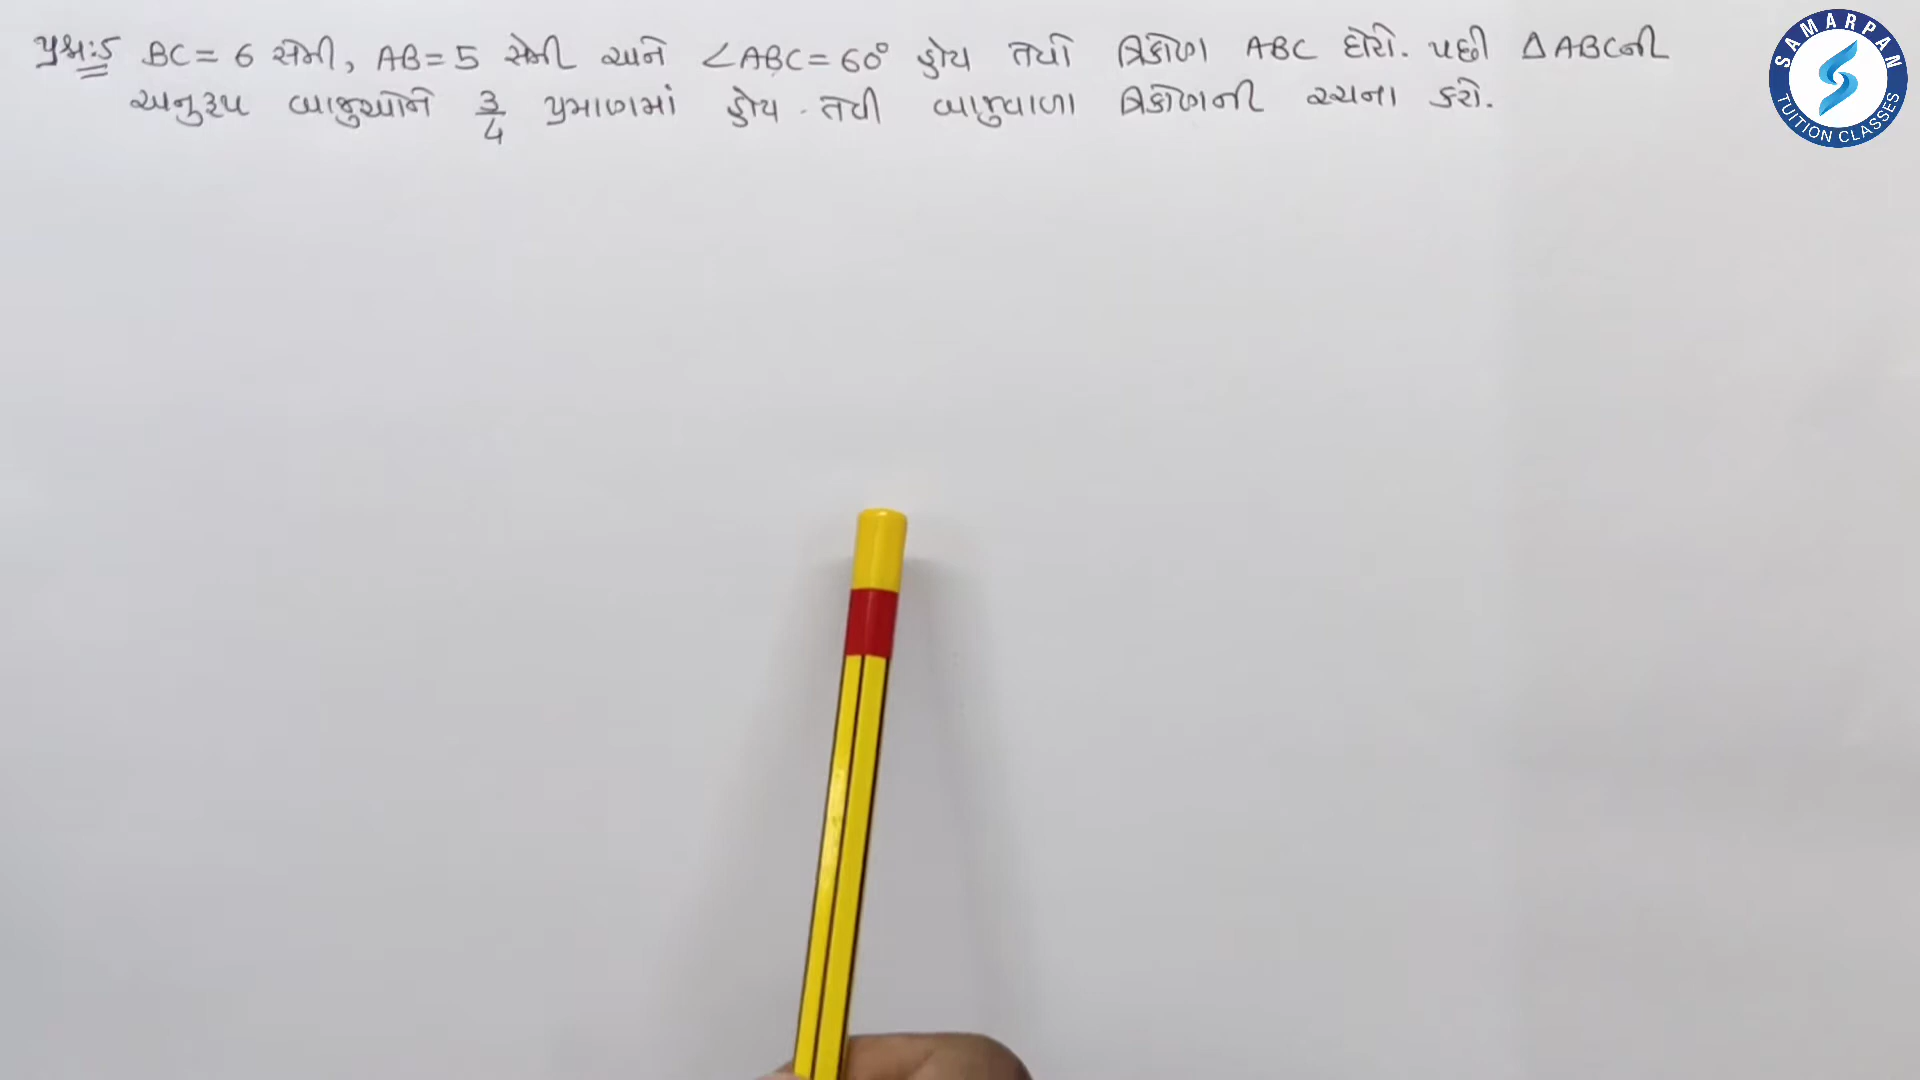 પ્રશ્ન:5 BC = 6 સેમી, AB = 5 સેમી અને ∠ABC = 60° હોય તેવો ત્રિકોણ ABC દોરો. પછી ΔABCની
અનુરૂપ બાજુઓને 3/4 પ્રમાણમાં હોય તેવી બાજુવાળા ત્રિકોણની રચના કરો.
SAMARPAN
TUITION CLASSES